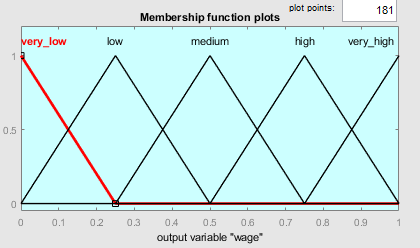 plot points: 181
Membership function plots
very_low low medium high very_high
1
0.5
0
0 0.1 0.2 0.3 0.4 0.5 0.6 0.7 0.8 0.9 1
output variable "wage"